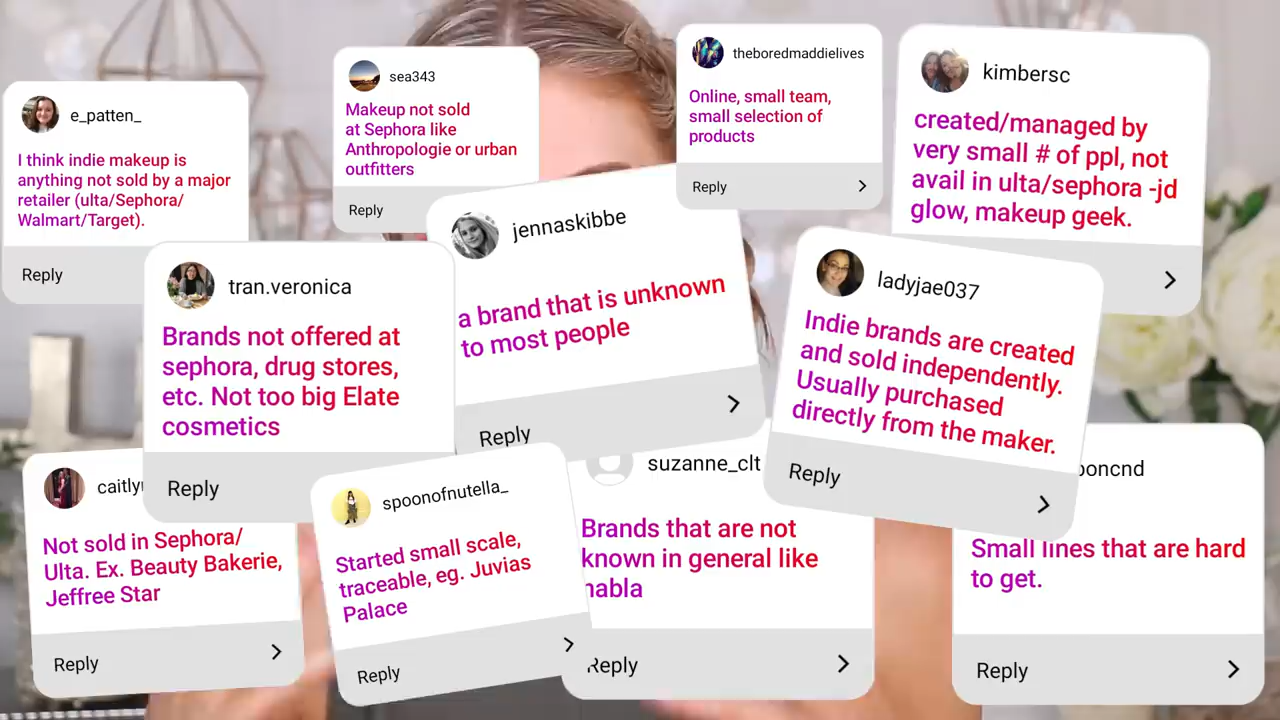 e_patten_
I think indie makeup is
anything not sold by a major
retailer (ulta/Sephora/
Walmart/Target).
Reply
sea343
Makeup not sold
at Sephora like
Anthropologie or urban
outfitters
Reply
theboredmaddielives
Online, small team,
small selection of
products
Reply
kimbersc
created/managed by
very small # of ppl, not
avail in ulta/sephora -jd
glow, makeup geek.
tran.veronica
Brands not offered at
sephora, drug stores,
etc. Not too big Elate
cosmetics
Reply
jennaskibbe
a brand that is unknown
to most people
Reply
ladyjae037
Indie brands are created
and sold independently.
Usually purchased
directly from the maker.
Reply
Not sold in Sephora/
Ulta. Ex. Beauty Bakerie,
Jeffree Star
Reply
spoonofnutella_
Started small scale,
traceable, eg. Juvias
Palace
Reply
suzanne_clt
Brands that are not
known in general like
Reply
Small lines that are hard
to get.
Reply